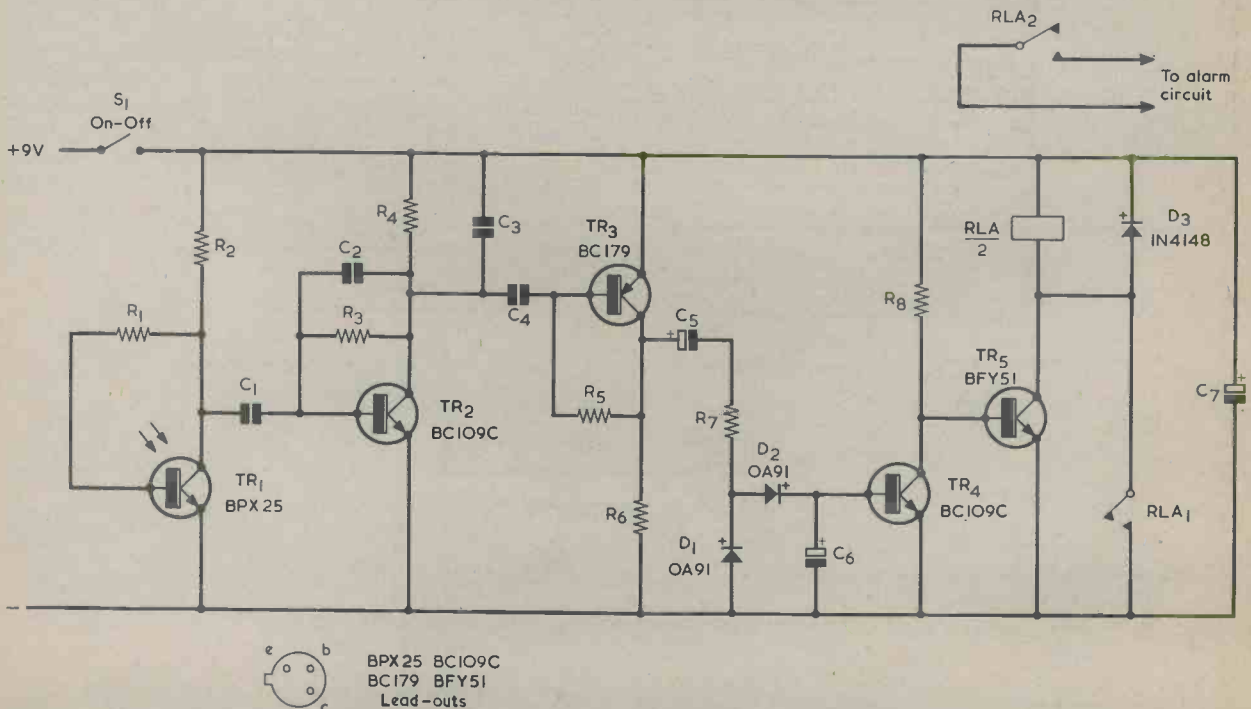 RLA2
To alarm
circuit
S1
On-Off
+9V
R2
R4
C3
TR3
BC179
RLA
2
D3
1N4148
C2
R1
R3
C4
C5
R8
C1
TR2
BC109C
R5
R7
TR5
BFY51
C7
D2
OA91
TR1
BPX25
R6
TR4
BC109C
RLA1
D1
OA91
C6
e b
c
BPX25 BC109C
BC179 BFY51
Lead-outs